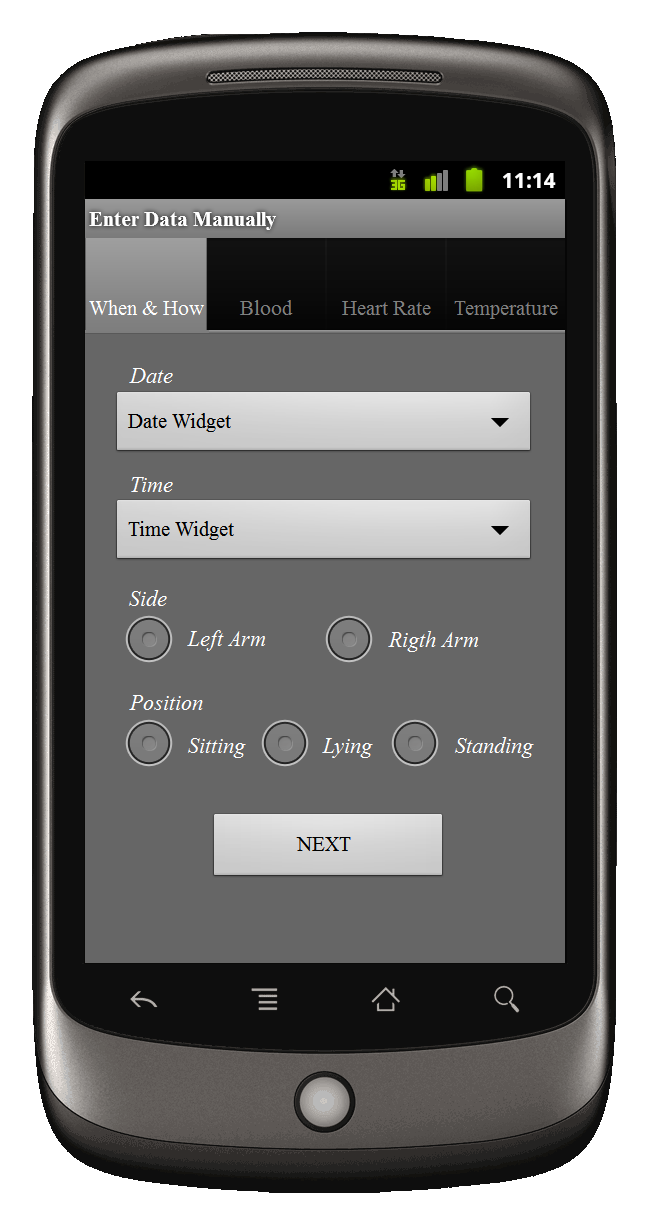 3G 11:14
Enter Data Manually
When & How Blood Heart Rate Temperature
Date
Date Widget
Time
Time Widget
Side
Left Arm Rigth Arm
Position
Sitting Lying Standing
NEXT